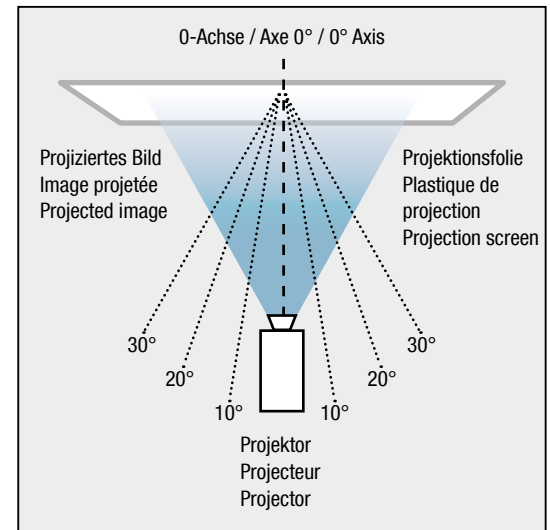 0-Achse / Axe 0° / 0° Axis
Projiziertes Bild
Image projetée
Projected image
Projektionsfolie
Plastique de
projection
Projection screen
30°
20°
10°
10°
20°
30°
Projektor
Projecteur
Projector